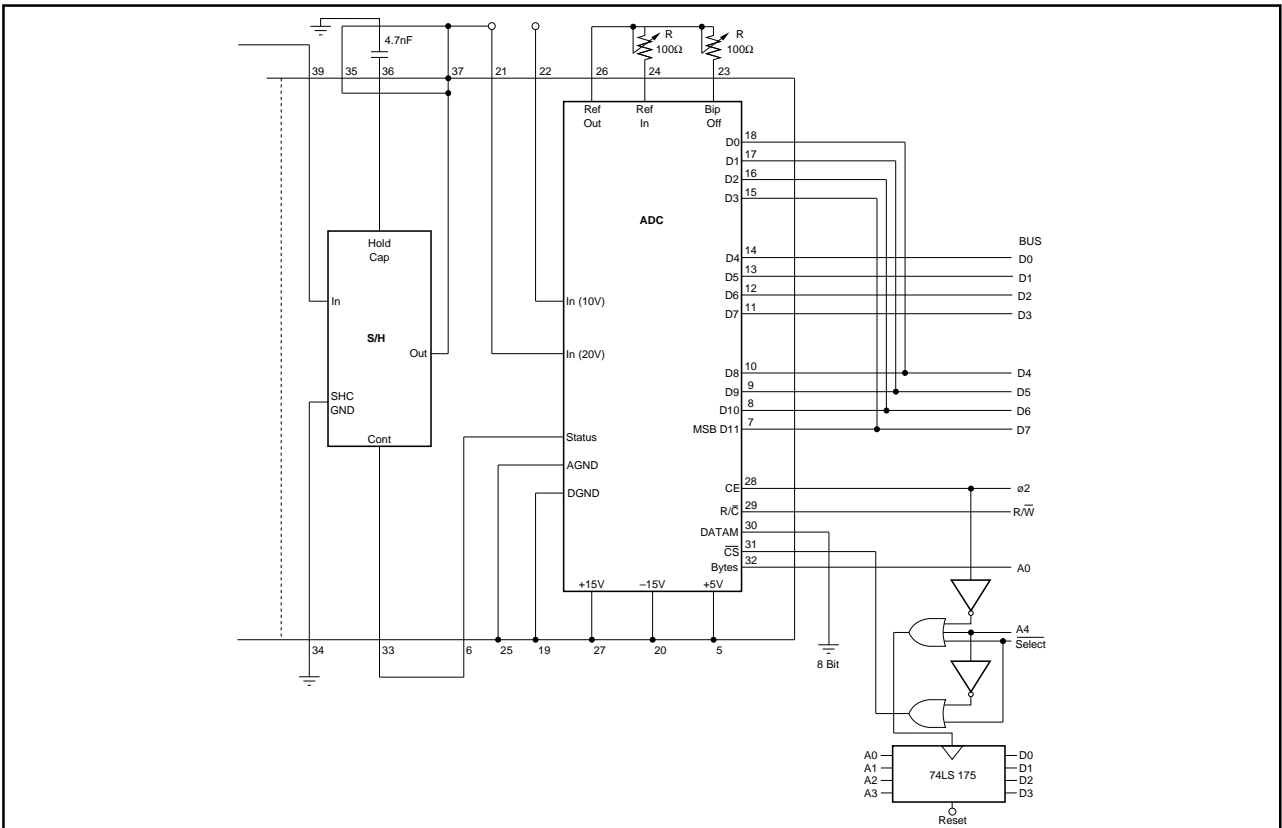 4.7nF
R
100Ω
R
100Ω
39 35 36 37 21 22 26 24 23
Ref Out
Ref In
Bip Off
D0 18
D1 17
D2 16
D3 15
ADC
BUS
D4 14 D0
D5 13 D1
D6 12 D2
D7 11 D3
Hold Cap
In
S/H
Out
SHC GND
Cont
In (10V)
In (20V)
D8 10 D4
D9 9 D5
D10 8 D6
MSB D11 7 D7
Status
AGND
DGND
CE 28 ø2
R/C̅ 29 R/W̅
DATAM 30
C̅S̅ 31
Bytes 32 A0
+15V –15V +5V
34 33 6 25 19 27 20 5
8 Bit
A4
S̅e̅l̅e̅c̅t̅
A0 D0
A1 D1
A2 D2
A3 D3
74LS 175
Reset